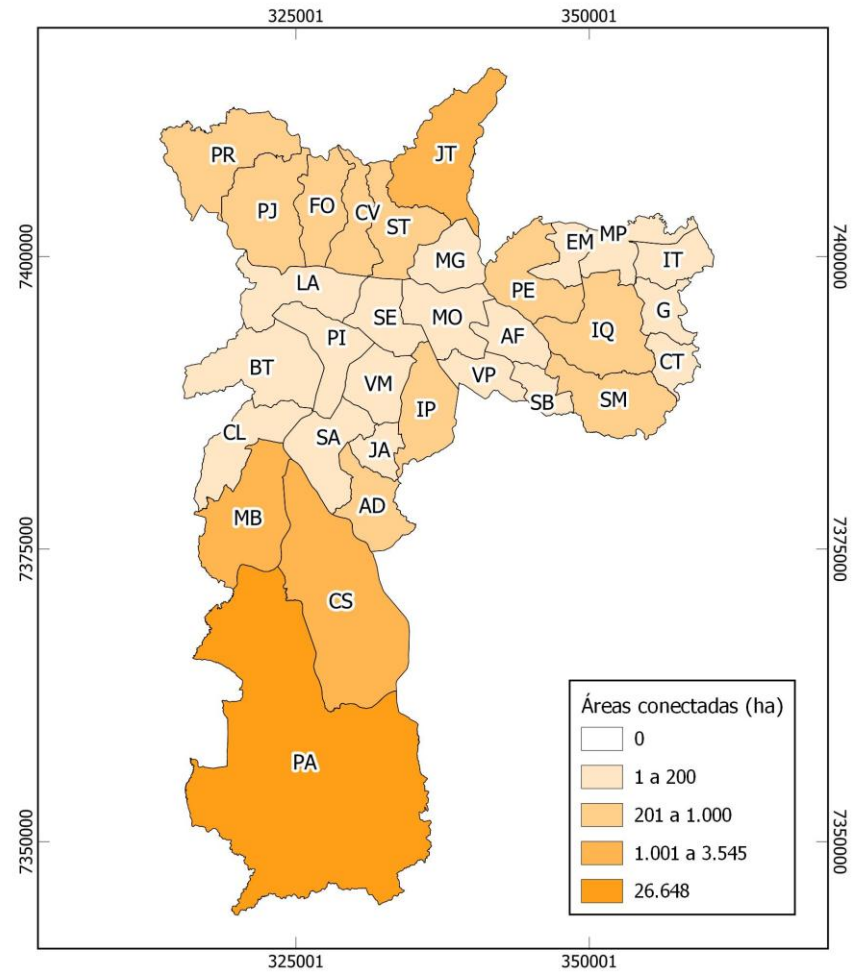 325001 350001
JT
PR
PJ FO CV ST
7400000 EM MP 7400000
MG IT
LA PE
SE MO G
PI AF IQ
BT VM VP CT
IP SB SM
CL SA
JA
MB AD
7375000 7375000
CS
Áreas conectadas (ha)
0
PA
1 a 200
201 a 1.000
7350000 1.001 a 3.545 7350000
26.648
325001 350001